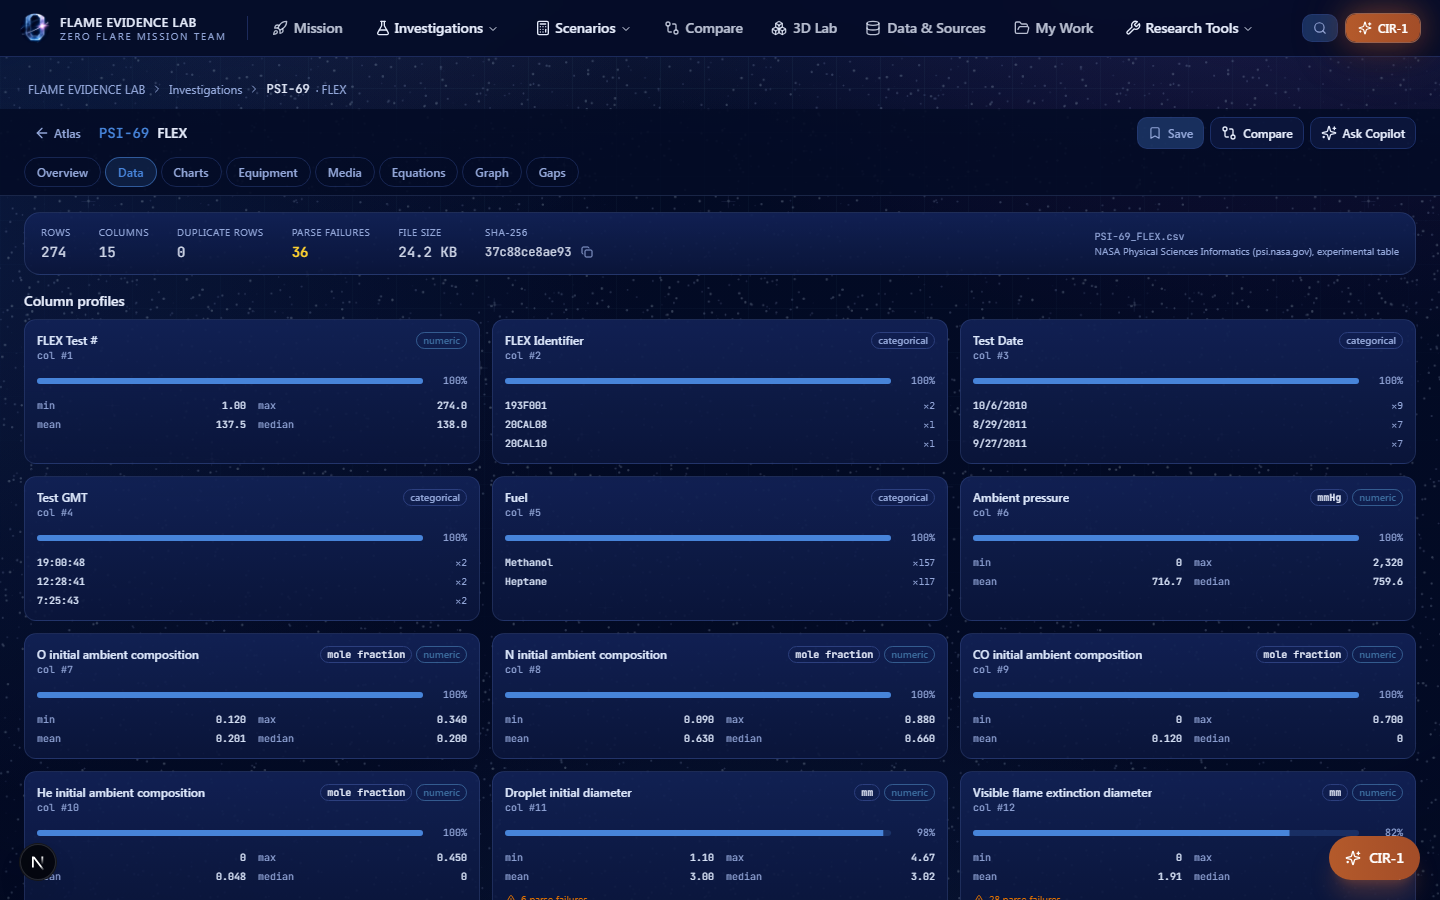 FLAME EVIDENCE LAB
ZERO FLARE MISSION TEAM
Mission
Investigations
Scenarios
Compare
3D Lab
Data & Sources
My Work
Research Tools
CIR-1
FLAME EVIDENCE LAB > Investigations > PSI-69 · FLEX
← Atlas PSI-69 FLEX
Save
Compare
Ask Copilot
Overview
Data
Charts
Equipment
Media
Equations
Graph
Gaps
ROWS
274
COLUMNS
15
DUPLICATE ROWS
0
PARSE FAILURES
36
FILE SIZE
24.2 KB
SHA-256
37c88ce8ae93
PSI-69_FLEX.csv
NASA Physical Sciences Informatics (psi.nasa.gov), experimental table
Column profiles
FLEX Test # numeric
col #1
100%
min 1.00 max 274.0
mean 137.5 median 138.0
FLEX Identifier categorical
col #2
100%
193F001 ×2
20CAL08 ×1
20CAL10 ×1
Test Date categorical
col #3
100%
10/6/2010 ×9
8/29/2011 ×7
9/27/2011 ×7
Test GMT categorical
col #4
100%
19:00:48 ×2
12:28:41 ×2
7:25:43 ×2
Fuel categorical
col #5
100%
Methanol ×157
Heptane ×117
Ambient pressure mmHg numeric
col #6
100%
min 0 max 2,320
mean 716.7 median 759.6
O initial ambient composition mole fraction numeric
col #7
100%
min 0.120 max 0.340
mean 0.201 median 0.200
N initial ambient composition mole fraction numeric
col #8
100%
min 0.090 max 0.880
mean 0.630 median 0.660
CO initial ambient composition mole fraction numeric
col #9
100%
min 0 max 0.700
mean 0.120 median 0
He initial ambient composition mole fraction numeric
col #10
100%
min 0 max 0.450
mean 0.048 median 0
Droplet initial diameter mm numeric
col #11
98%
min 1.10 max 4.67
mean 3.00 median 3.02
6 parse failures
Visible flame extinction diameter mm numeric
col #12
82%
min 0 max
mean 1.91 median
28 parse failures
N
CIR-1